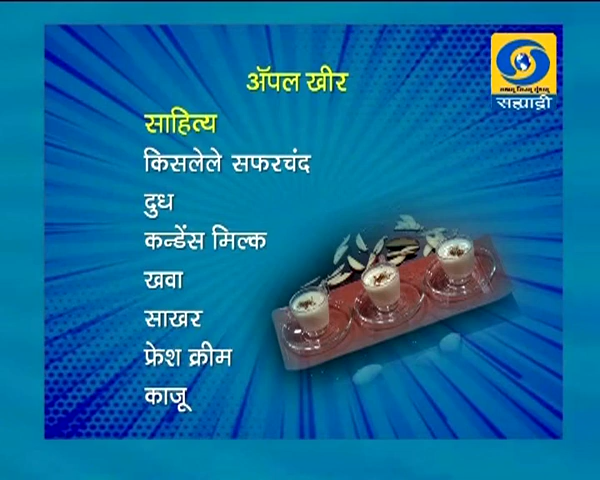 ॲपल खीर
साहित्य
किसलेले सफरचंद
दुध
कन्डेंस मिल्क
खवा
साखर
फ्रेश क्रीम
काजू
सह्याद्री